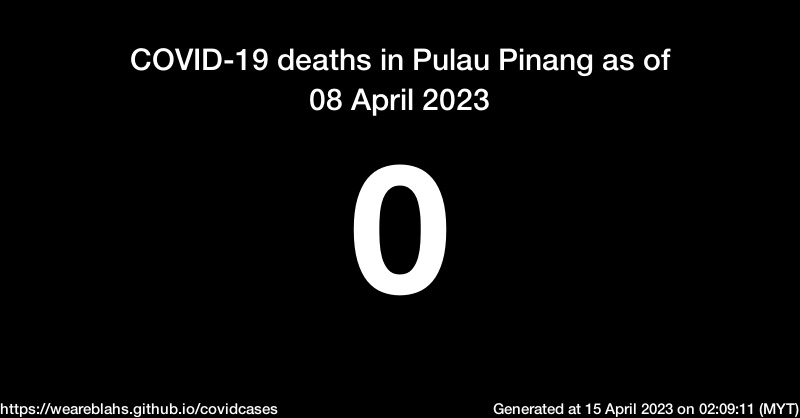 COVID-19 deaths in Pulau Pinang as of
08 April 2023
0
https://weareblahs.github.io/covidcases
Generated at 15 April 2023 on 02:09:11 (MYT)